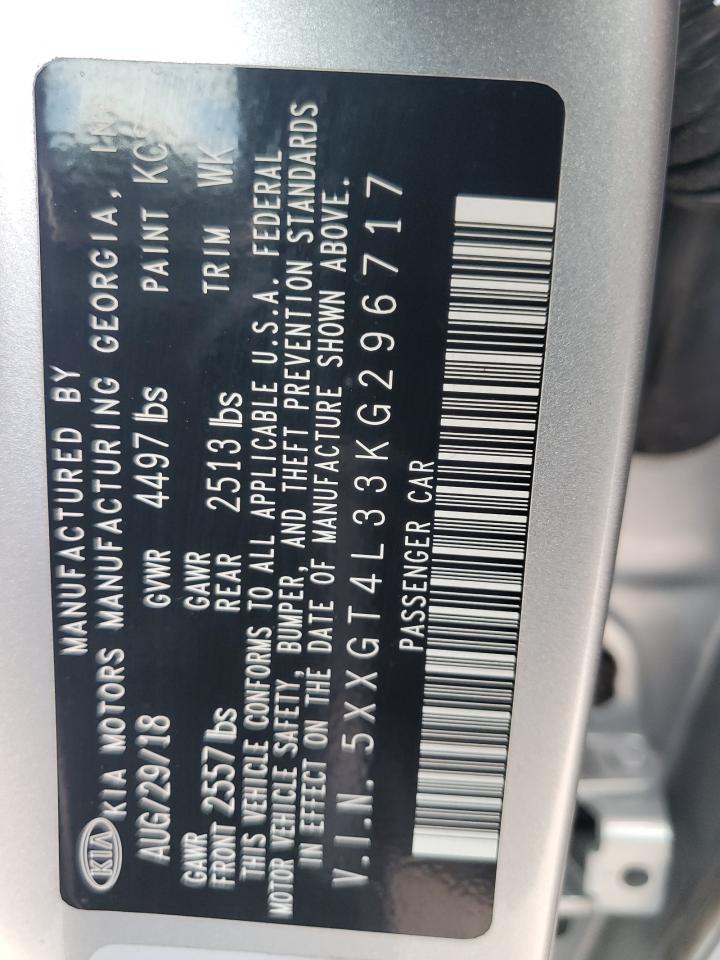 MANUFACTURED BY
KIA KIA MOTORS MANUFACTURING GEORGIA,
AUG/29/18 GVWR 4497 lbs PAINT
GAWR GAWR
FRONT 2557 lbs REAR 2513 lbs TRIM WK
THIS VEHICLE CONFORMS TO ALL APPLICABLE U.S.A. FEDERAL
MOTOR VEHICLE SAFETY, BUMPER, AND THEFT PREVENTION STANDARDS
IN EFFECT ON THE DATE OF MANUFACTURE SHOWN ABOVE.
V.I.N. 5XXGT4L33KG296717
PASSENGER CAR